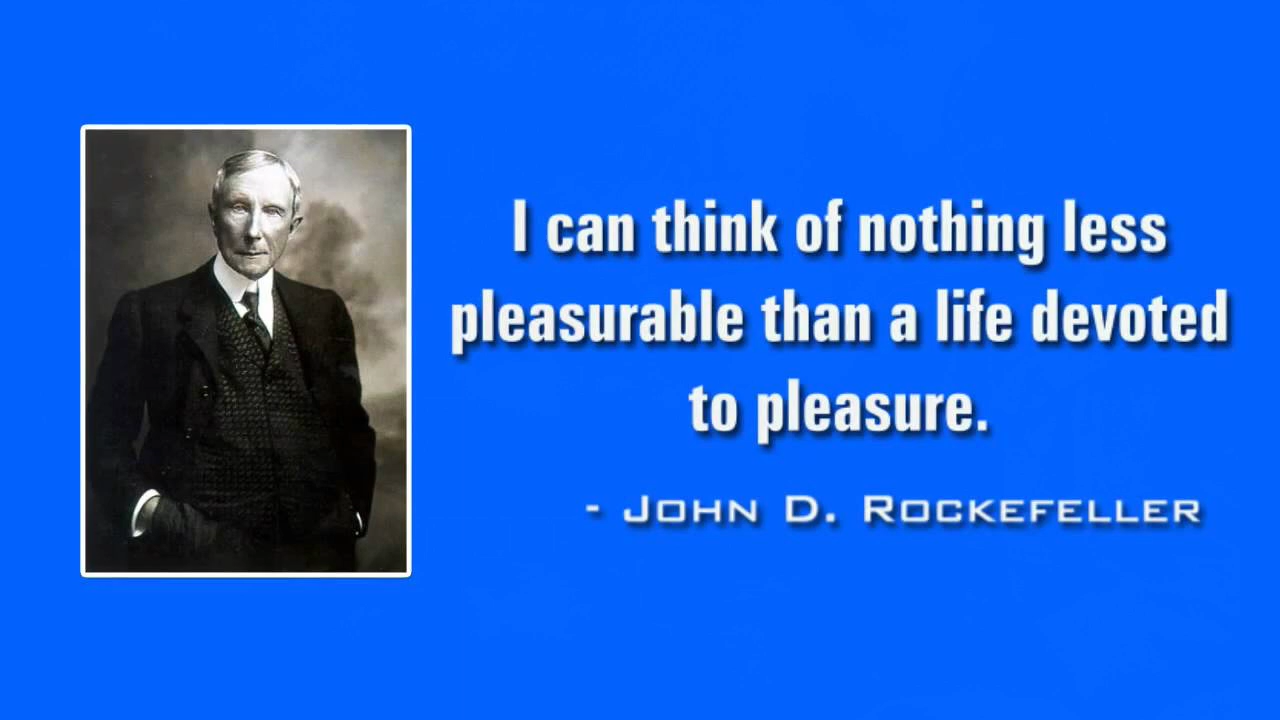 I can think of nothing less
pleasurable than a life devoted
to pleasure.
- John D. Rockefeller